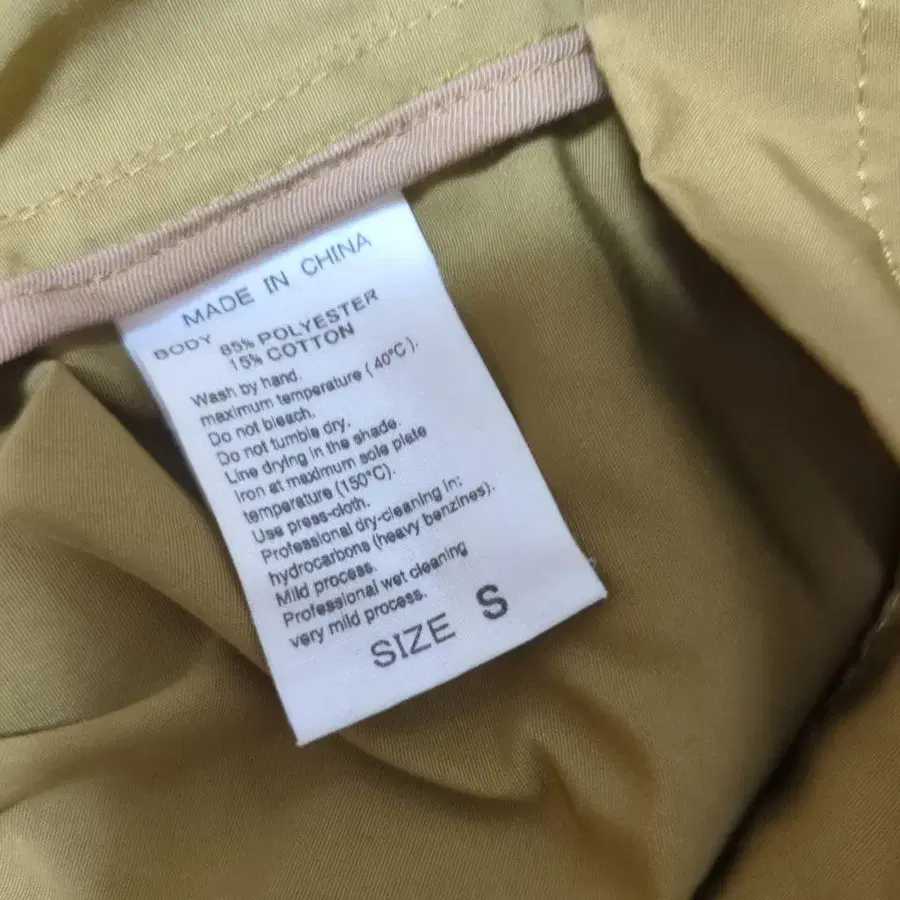 MADE IN CHINA
BODY 85% POLYESTER
15% COTTON
Wash by hand.
maximum temperature (40°C).
Do not bleach.
Do not tumble dry.
Line drying in the shade.
Iron at maximum sole plate
temperature (150°C).
Use press-cloth.
Professional dry-cleaning in:
hydrocarbons (heavy benzines).
Mild process.
Professional wet cleaning
very mild process.
SIZE S